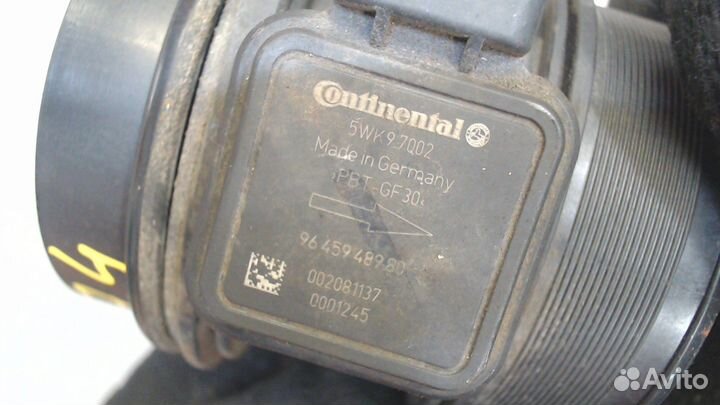 Continental
5WK9 7002
Made in Germany
>PBT-GF30<
96 459 489 80
002081137
0001245
Avito